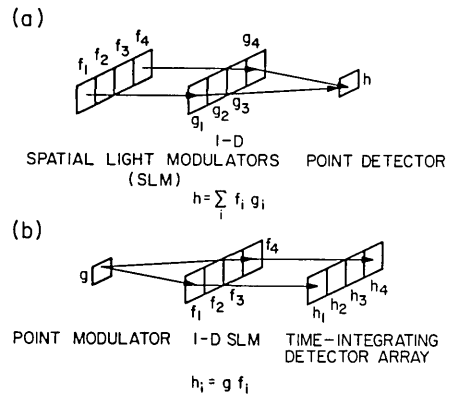 (a)
f₁ f₂ f₃ f₄
g₁ g₂ g₃ g₄
h
1-D
SPATIAL LIGHT MODULATORS
(SLM)
POINT DETECTOR
h = ∑ᵢ fᵢ gᵢ
(b)
g
f₁ f₂ f₃ f₄
h₁ h₂ h₃ h₄
POINT MODULATOR
1-D SLM
TIME-INTEGRATING
DETECTOR ARRAY
hᵢ = g fᵢ